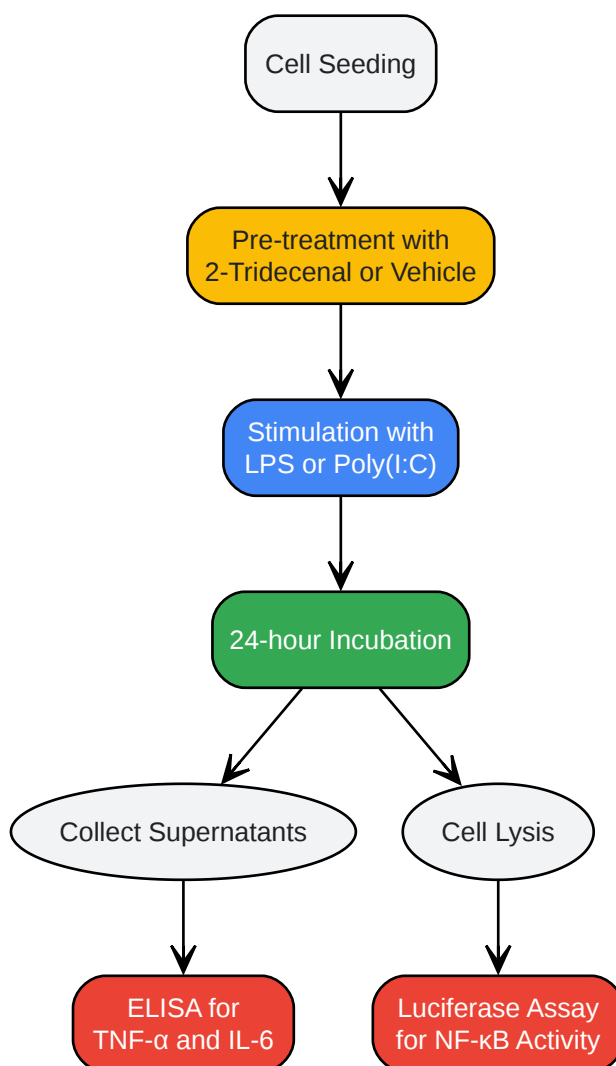 Cell Seeding
Pre-treatment with
2-Tridecenal or Vehicle
Stimulation with
LPS or Poly(I:C)
24-hour Incubation
Collect Supernatants
Cell Lysis
ELISA for
TNF-α and IL-6
Luciferase Assay
for NF-κB Activity